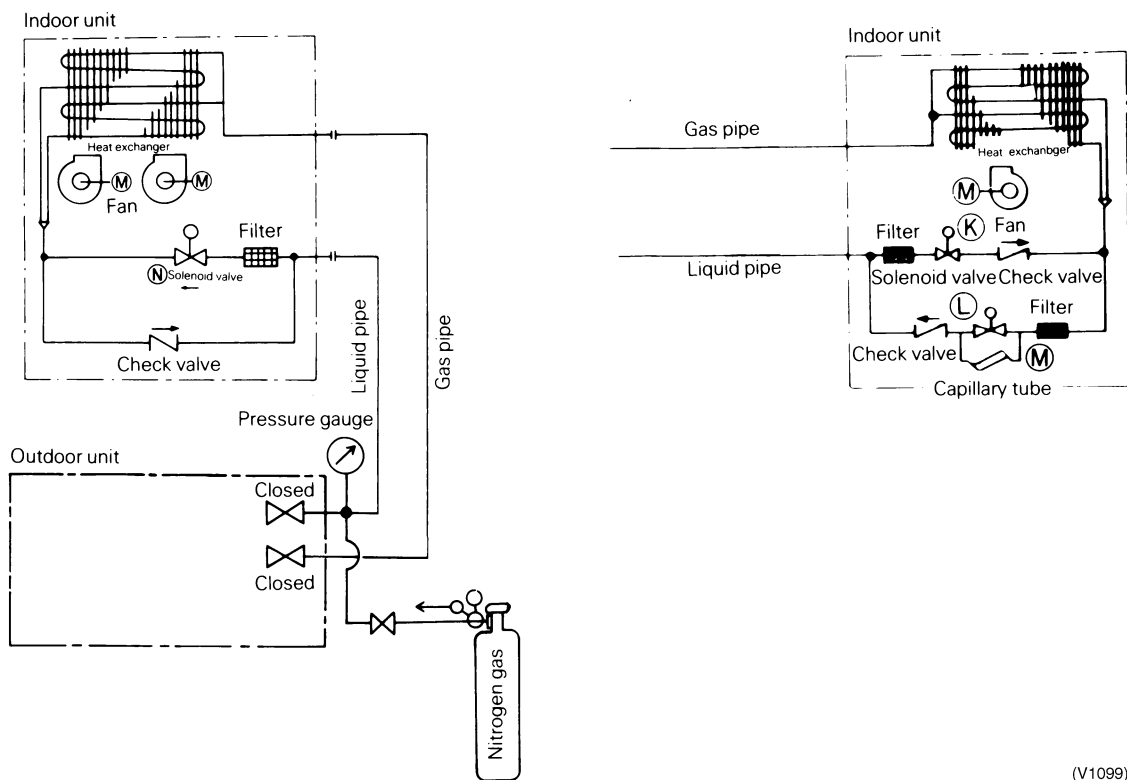 Indoor unit
Heat exchanger
M
M
Fan
Filter
N
Solenoid valve
Check valve
Liquid pipe
Gas pipe
Pressure gauge
Outdoor unit
Closed
Closed
Nitrogen gas
Indoor unit
Gas pipe
Heat exchanbger
M
Fan
K
Filter
Liquid pipe
Solenoid valve Check valve
L
Filter
Check valve
M
Capillary tube
(V1099)